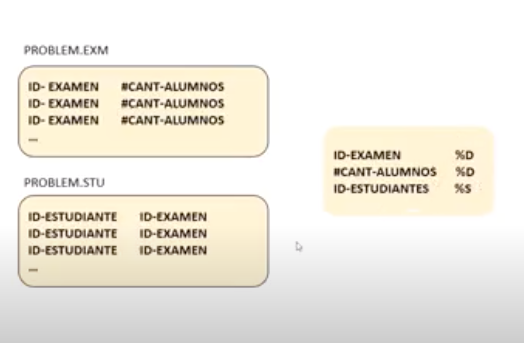 PROBLEM.EXM
ID- EXAMEN #CANT-ALUMNOS
ID- EXAMEN #CANT-ALUMNOS
ID- EXAMEN #CANT-ALUMNOS
...
PROBLEM.STU
ID-ESTUDIANTE ID-EXAMEN
ID-ESTUDIANTE ID-EXAMEN
ID-ESTUDIANTE ID-EXAMEN
...
ID-EXAMEN %D
#CANT-ALUMNOS %D
ID-ESTUDIANTES %S